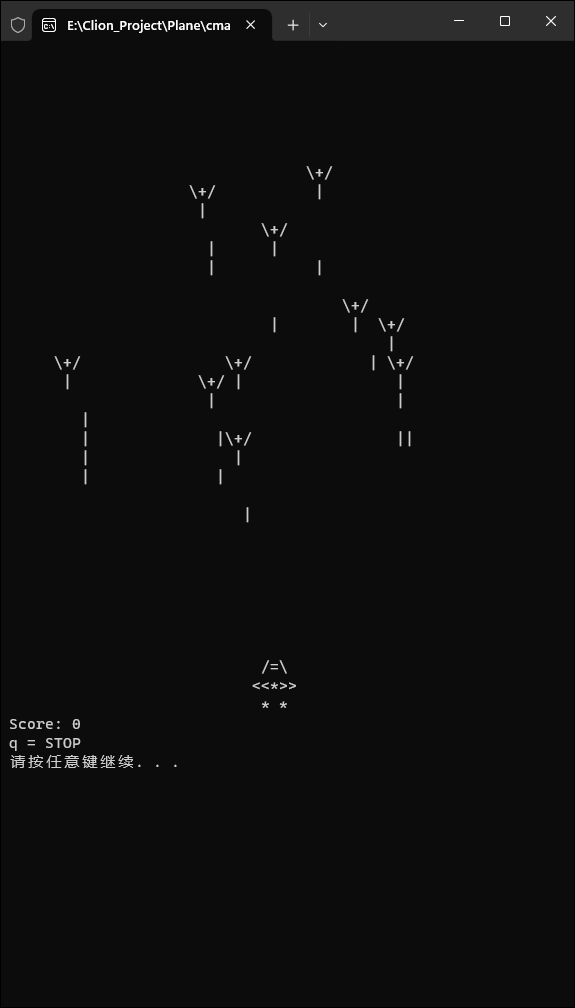 E:\Clion_Project\Plane\cma
\+/
\+/ |
|
\+/
| |
| |
\+/
| | \+/
|
\+/ \+/ | \+/
| \+/ | |
| |
|
| |\+/ ||
| |
| |
|
/=\
<<*>>
* *
Score: 0
q = STOP
请按任意键继续. . .